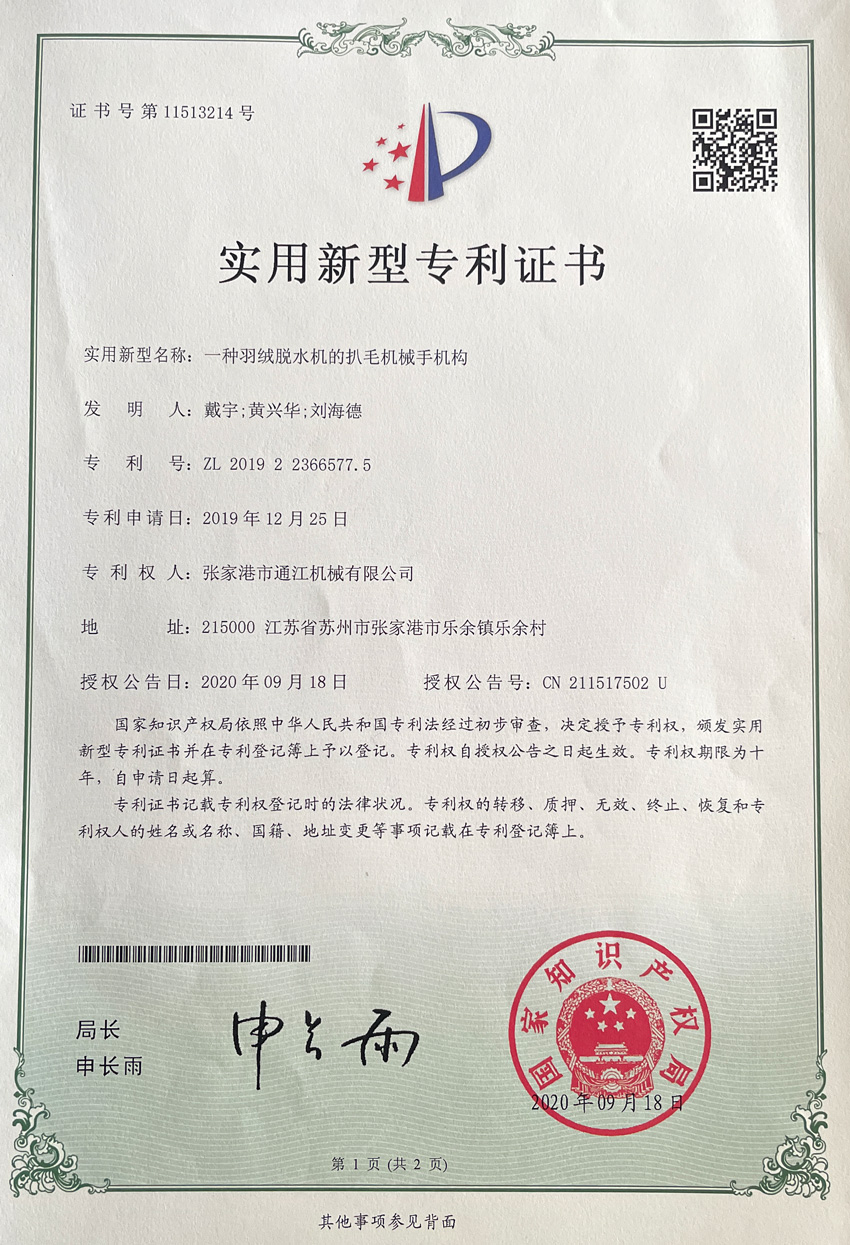 证书号第11513214号
实用新型专利证书
实用新型名称：一种羽绒脱水机的扒毛机械手机构
发明人：戴宇;黄兴华;刘海德
专利号：ZL 2019 2 2366577.5
专利申请日：2019年12月25日
专利权人：张家港市通江机械有限公司
地址：215000 江苏省苏州市张家港市乐余镇乐余村
授权公告日：2020年09月18日 授权公告号：CN 211517502 U
国家知识产权局依照中华人民共和国专利法经过初步审查，决定授予专利权，颁发实用
新型专利证书并在专利登记簿上予以登记。专利权自授权公告之日起生效。专利权期限为十
年，自申请日起算。
专利证书记载专利权登记时的法律状况。专利权的转移、质押、无效、终止、恢复和专
利权人的姓名或名称、国籍、地址变更等事项记载在专利登记簿上。
局长
申长雨
申长雨
国家知识产权局
2020年09月18日
第 1 页 (共 2 页)
其他事项参见背面